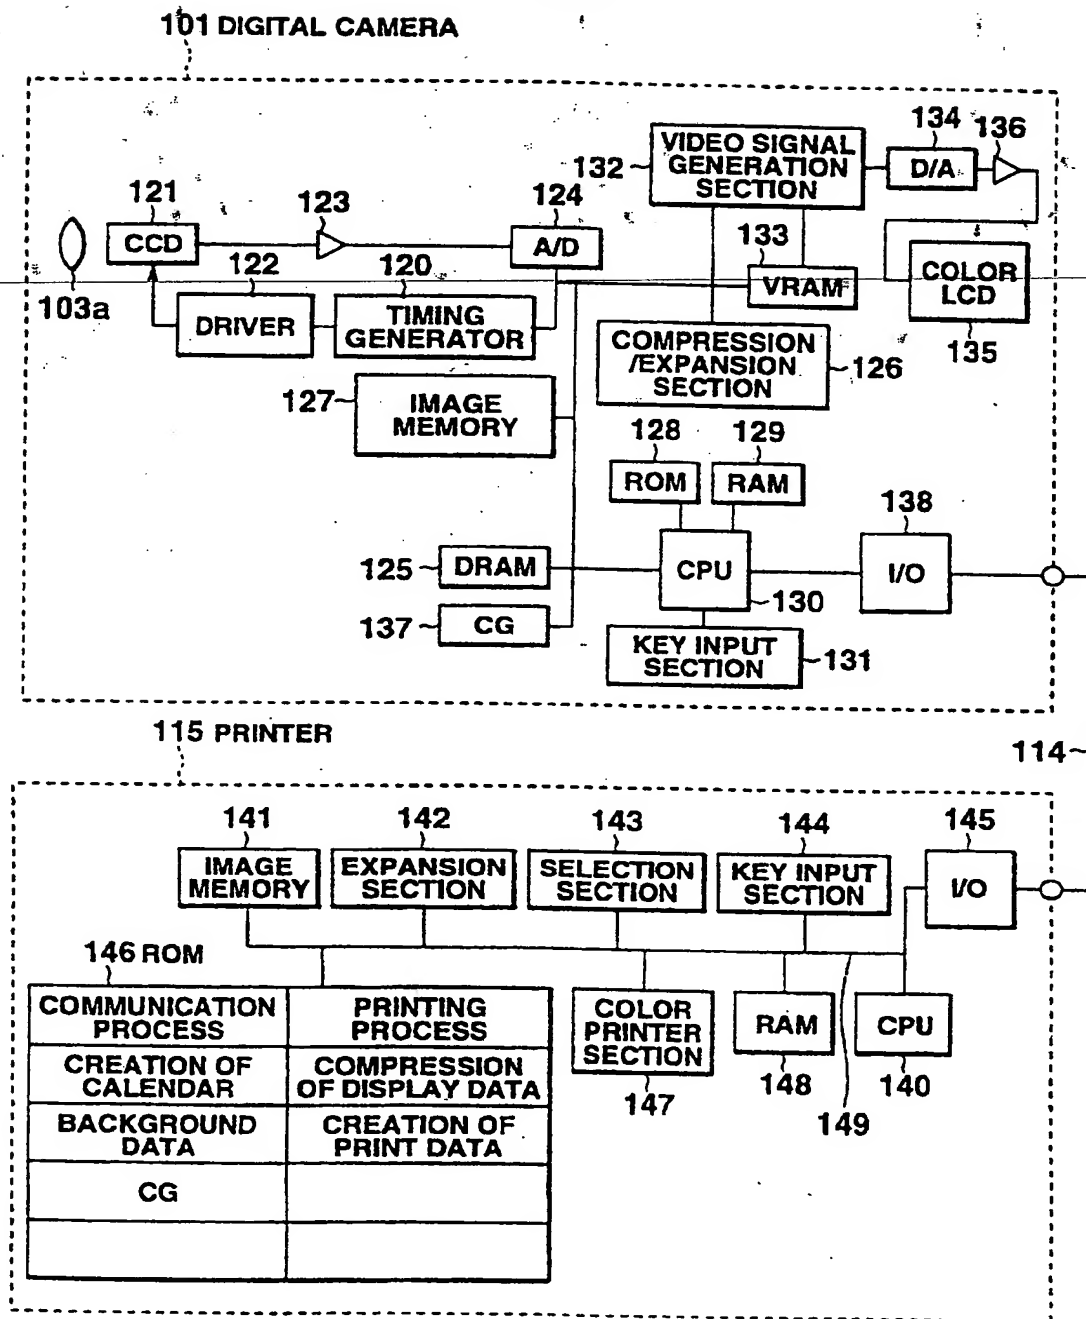 101 DIGITAL CAMERA
134
136
VIDEO SIGNAL
GENERATION
SECTION
132
D/A
121
123
124
133
CCD
A/D
COLOR
LCD
VRAM
103a
122
120
DRIVER
TIMING
GENERATOR
135
COMPRESSION
/EXPANSION
SECTION
126
127
IMAGE
MEMORY
128
129
ROM
RAM
138
125
DRAM
CPU
I/O
130
137
CG
KEY INPUT
SECTION
131
115 PRINTER
114
141
142
143
144
145
IMAGE
MEMORY
EXPANSION
SECTION
SELECTION
SECTION
KEY INPUT
SECTION
I/O
146 ROM
COMMUNICATION
PROCESS
PRINTING
PROCESS
COLOR
PRINTER
SECTION
RAM
CPU
CREATION OF
CALENDAR
COMPRESSION
OF DISPLAY DATA
147
148
140
149
BACKGROUND
DATA
CREATION OF
PRINT DATA
CG